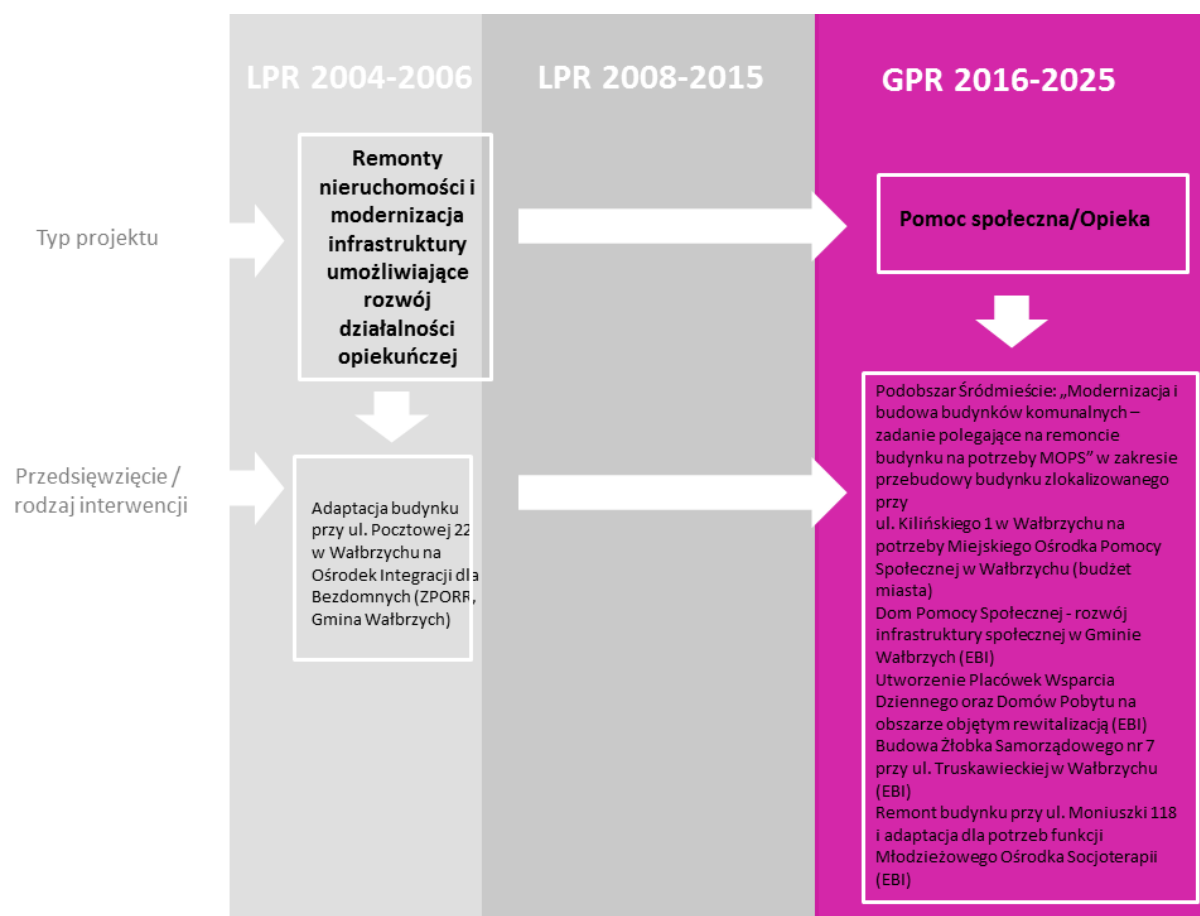 LPR 2004-2006
LPR 2008-2015
GPR 2016-2025
Typ projektu
Remonty
nieruchomości i
modernizacja
infrastruktury
umożliwiające
rozwój
działalności
opiekuńczej
Pomoc społeczna/Opieka
Przedsięwzięcie /
rodzaj interwencji
Adaptacja budynku
przy ul. Pocztowej 22
w Wałbrzychu na
Ośrodek Integracji dla
Bezdomnych (ZPORR,
Gmina Wałbrzych)
Podobszar Śródmieście: „Modernizacja i
budowa budynków komunalnych –
zadanie polegające na remoncie
budynku na potrzeby MOPS” w zakresie
przebudowy budynku zlokalizowanego
przy
ul. Kilińskiego 1 w Wałbrzychu na
potrzeby Miejskiego Ośrodka Pomocy
Społecznej w Wałbrzychu (budżet
miasta)
Dom Pomocy Społecznej - rozwój
infrastruktury społecznej w Gminie
Wałbrzych (EBI)
Utworzenie Placówek Wsparcia
Dziennego oraz Domów Pobytu na
obszarze objętym rewitalizacją (EBI)
Budowa Żłobka Samorządowego nr 7
przy ul. Truskawieckiej w Wałbrzychu
(EBI)
Remont budynku przy ul. Moniuszki 118
i adaptacja dla potrzeb funkcji
Młodzieżowego Ośrodka Socjoterapii
(EBI)